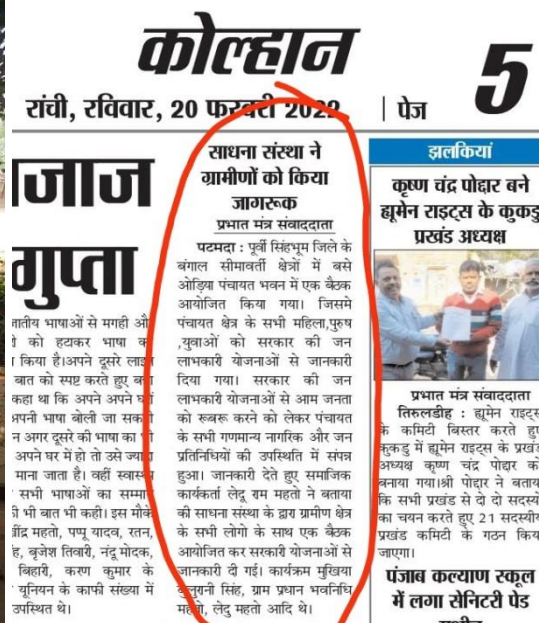 कोल्हान
5
रांची, रविवार, 20 फरवरी 2022
पेज
जाज
गुप्ता
जातीय भाषाओं से मगही
को हटाकर भाषा
किया है।अपने दूसरे
बात को स्पष्ट करते हुए
कहा था कि अपने अपने
अपनी भाषा बोली जा
न अगर दूसरे की भाषा का
अपने घर में हो तो उसे
माना जाता है। वहीं
सभी भाषाओं का
भी बात भी कही। इस
महतो, पप्पू यादव, रतन,
बृजेश तिवारी, नंदू मोदक,
बिहारी, करण कुमार के
यूनियन के काफी संख्या में
उपस्थित थे।
साधना संस्था ने
ग्रामीणों को किया
जागरूक
प्रभात मंत्र संवाददाता
पटमदा : पूर्वी सिंहभूम जिले के
बंगाल सीमावर्ती क्षेत्रों में बसे
ओड़िया पंचायत भवन में एक बैठक
आयोजित किया गया। जिसमे
पंचायत क्षेत्र के सभी महिला,पुरुष
,युवाओं को सरकार की जन
लाभकारी योजनाओं से जानकारी
दिया गया। सरकार की जन
लाभकारी योजनाओं से आम जनता
को रूबरू करने को लेकर पंचायत
के सभी गणमान्य नागरिक और जन
प्रतिनिधियों की उपस्थिति में संपन्न
हुआ। जानकारी देते हुए समाजिक
कार्यकर्ता लेदू राम महतो ने बताया
की साधना संस्था के द्वारा ग्रामीण क्षेत्र
के सभी लोगो के साथ एक बैठक
आयोजित कर सरकारी योजनाओं से
जानकारी दी गई। कार्यकम मुखिया
सिंह, ग्राम प्रधान भवनिधि
महतो, लेदु महतो आदि थे।
झलकियां
कृष्ण चंद्र पोद्दार बने
ह्यूमेन राइट्स के कुकडु
प्रखंड अध्यक्ष
प्रभात मंत्र संवाददाता
तिरुलडीह : ह्यूमेन राइट्स
के कमिटी बिस्तर करते हुए
कुकडु में ह्यूमेन राइट्स के प्रखंड
अध्यक्ष कृष्ण चंद्र पोद्दार को
बनाया गया।श्री पोद्दार ने बताया
कि सभी प्रखंड से दो दो सदस्यों
का चयन करते हुए 21 सदस्यीय
प्रखंड कमिटी के गठन किया
जाएगा।
पंजाब कल्याण स्कूल
में लगा सेनिटरी पेड